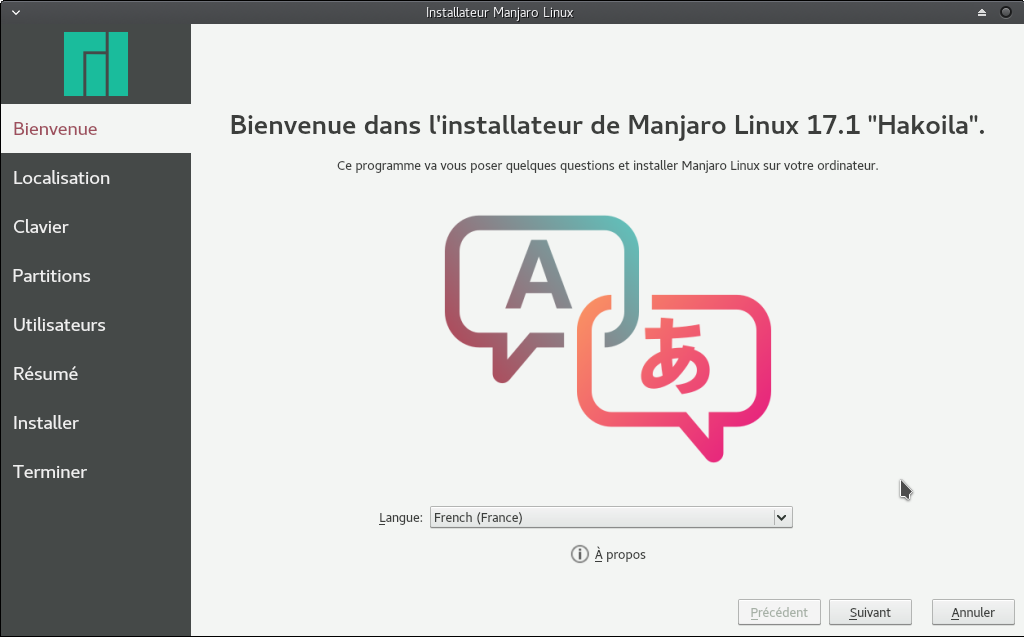 Installateur Manjaro Linux
Bienvenue
Localisation
Clavier
Partitions
Utilisateurs
Résumé
Installer
Terminer
Bienvenue dans l'installateur de Manjaro Linux 17.1 "Hakoila".
Ce programme va vous poser quelques questions et installer Manjaro Linux sur votre ordinateur.
A
あ
Langue: French (France)
À propos
Précédent Suivant Annuler